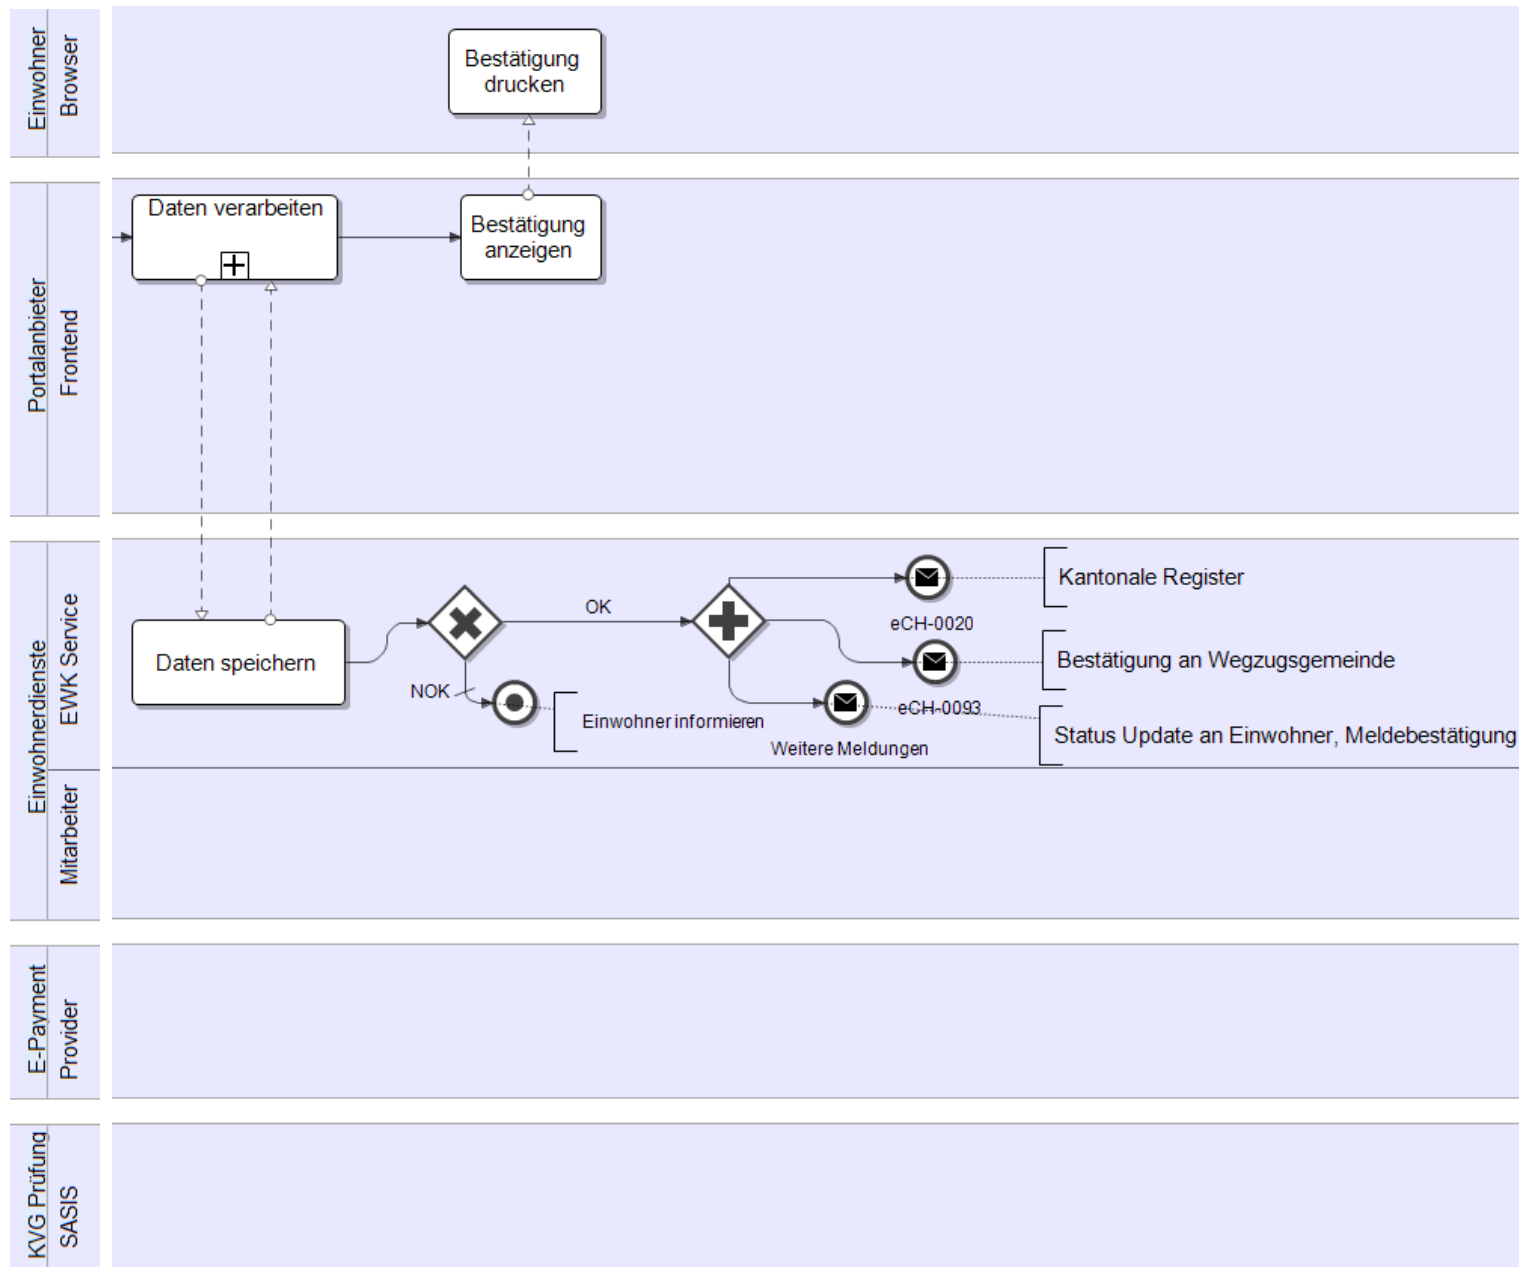 Einwohner
Browser
Bestätigung
drucken
Portalanbieter
Frontend
Daten verarbeiten
Bestätigung
anzeigen
Einwohnerdienste
EWK Service
Daten speichern
OK
NOK
Einwohner informieren
eCH-0020
Kantonale Register
eCH-0093
Bestätigung an Wegzugsgemeinde
Weitere Meldungen
Status Update an Einwohner, Meldebestätigung
Mitarbeiter
E-Payment
Provider
KVG Prüfung
SASIS